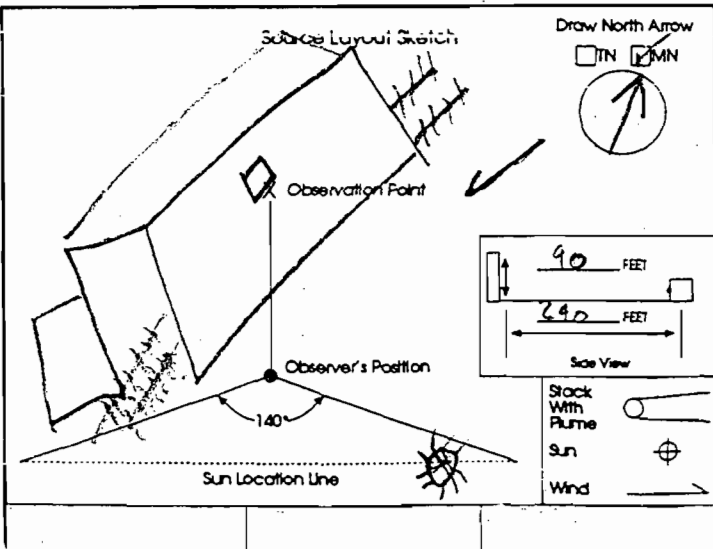 Source Layout Sketch
Draw North Arrow
TN MN
X Observation Point
90 FEET
240 FEET
Side View
Observer's Position
140°
Sun Location Line
Stack
With
Plume
Sun
Wind